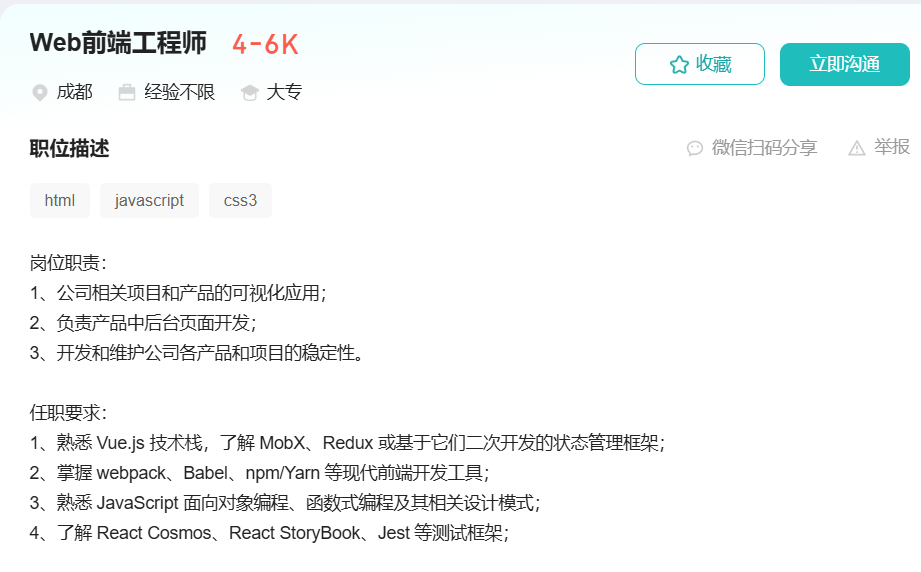 Web前端工程师 4-6K
收藏 立即沟通
成都 经验不限 大专
职位描述
微信扫码分享 举报
html javascript css3
岗位职责：
1、公司相关项目和产品的可视化应用；
2、负责产品中后台页面开发；
3、开发和维护公司各产品和项目的稳定性。
任职要求：
1、熟悉 Vue.js 技术栈，了解 MobX、Redux 或基于它们二次开发的状态管理框架；
2、掌握 webpack、Babel、npm/Yarn 等现代前端开发工具；
3、熟悉 JavaScript 面向对象编程、函数式编程及其相关设计模式；
4、了解 React Cosmos、React StoryBook、Jest 等测试框架；